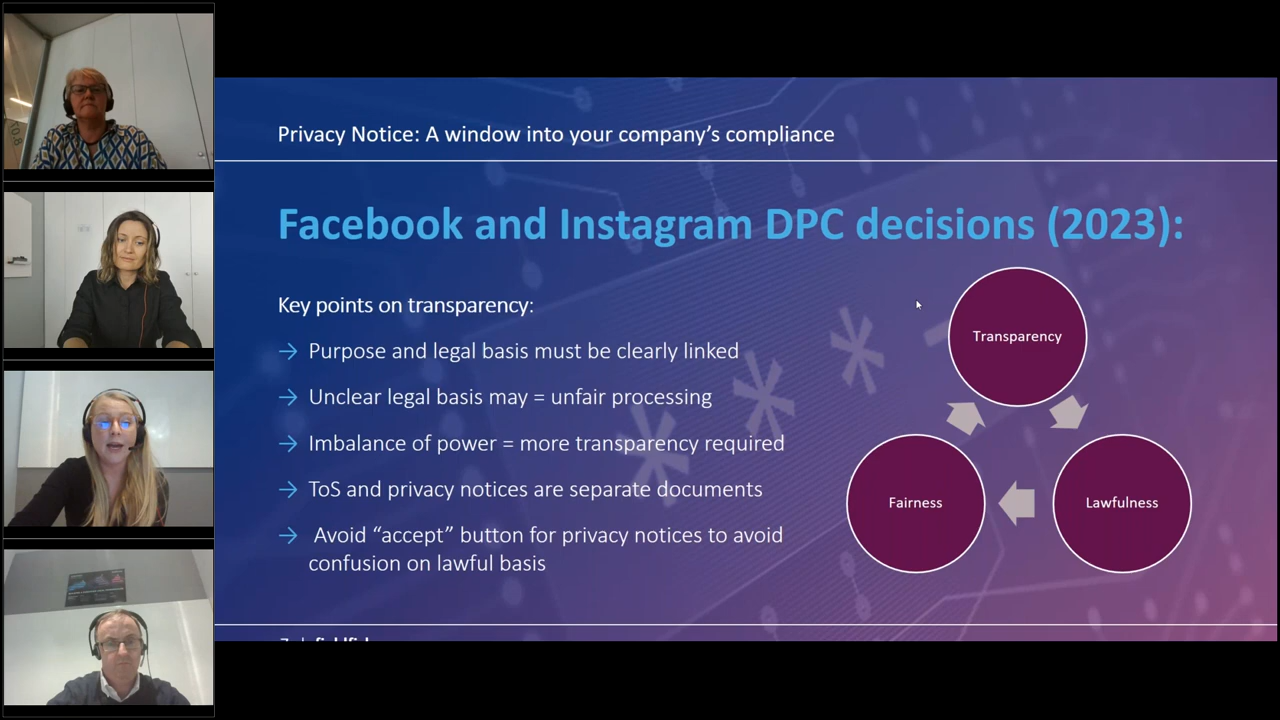 Privacy Notice: A window into your company's compliance
Facebook and Instagram DPC decisions (2023):
Key points on transparency:
→ Purpose and legal basis must be clearly linked
→ Unclear legal basis may = unfair processing
→ Imbalance of power = more transparency required
→ ToS and privacy notices are separate documents
→ Avoid “accept” button for privacy notices to avoid
confusion on lawful basis
Transparency
Fairness
Lawfulness